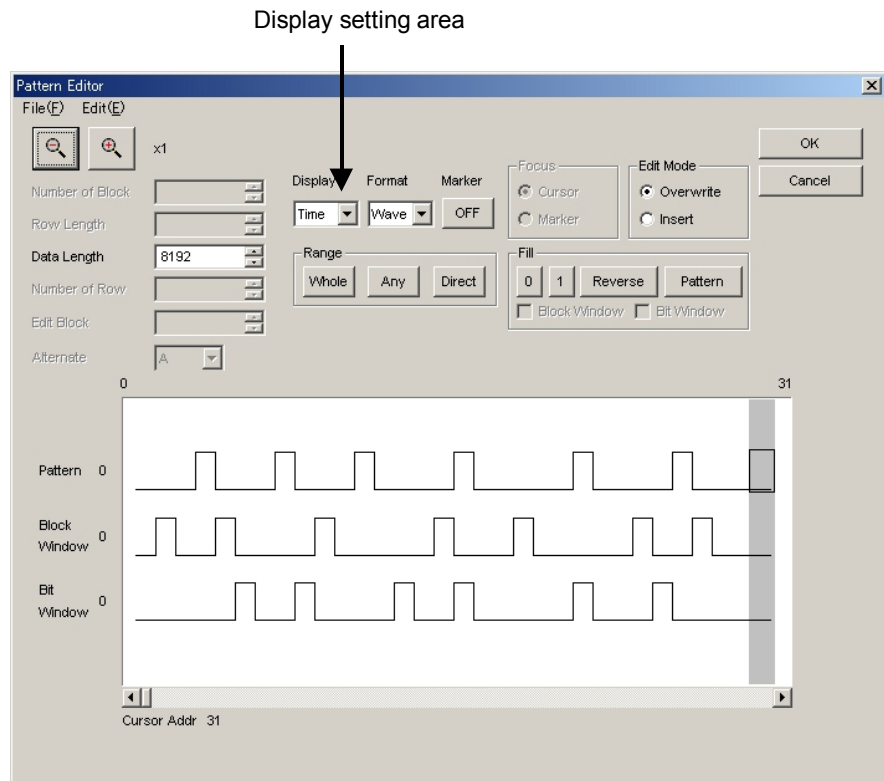 Display setting area
Pattern Editor
File(F) Edit(E)
x1
OK
Cancel
Number of Block
Row Length
Data Length 8192
Number of Row
Edit Block
Alternate A
Display Format Marker
Time Wave OFF
Focus
Cursor
Marker
Edit Mode
Overwrite
Insert
Range
Whole Any Direct
Fill
0 1 Reverse Pattern
Block Window Bit Window
0 31
Pattern 0
Block
Window 0
Bit
Window 0
Cursor Addr 31